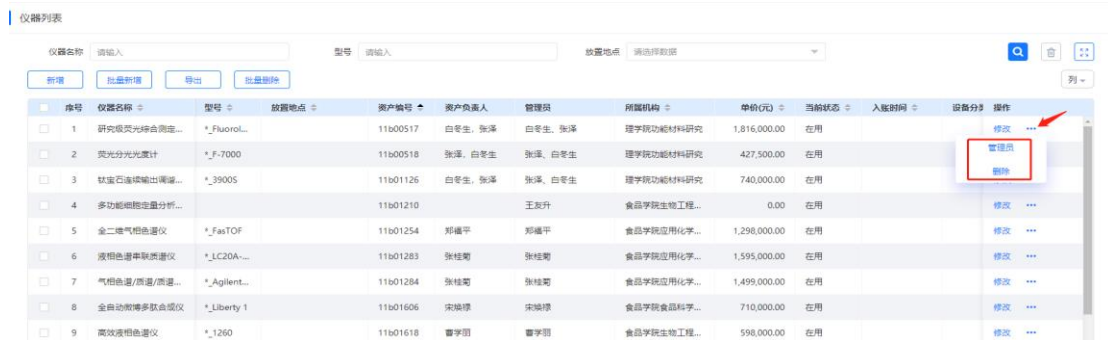 仪器列表
仪器名称 请输入 型号 请输入 放置地点 请选择数据
新增 批量新增 导出 批量删除 列
序号 仪器名称 型号 放置地点 资产编号 资产负责人 管理员 所属机构 单价(元) 当前状态 入账时间 设备分类 操作
1 研究级荧光综合测定... *_Fluorol... 11b00517 白冬生, 张泽 白冬生、张泽 理学院功能材料研究 1,816,000.00 在用 修改 •••
管理员
2 荧光分光光度计 *_F-7000 11b00518 张泽、白冬生 张泽、白冬生 理学院功能材料研究 427,500.00 在用
删除
3 钛宝石连续输出调谐... *_3900S 11b01126 白冬生, 张泽 张泽、白冬生 理学院功能材料研究 740,000.00 在用
4 多功能细胞定量分析... 11b01210 王友升 食品学院生物工程... 0.00 在用 修改 •••
5 全二维气相色谱仪 *_FasTOF 11b01254 郑福平 郑福平 食品学院应用化学... 1,298,000.00 在用 修改 •••
6 液相色谱串联质谱仪 *_LC20A-... 11b01283 张桂菊 张桂菊 食品学院应用化学... 1,595,000.00 在用 修改 •••
7 气相色谱/质谱/质谱... *_Agilent... 11b01284 张桂菊 张桂菊 食品学院应用化学... 1,499,000.00 在用 修改 •••
8 全自动微博多肽合成仪 *_Liberty 1 11b01606 宋焕禄 宋焕禄 食品学院食品科学... 710,000.00 在用 修改 •••
9 高效液相色谱仪 *_1260 11b01618 曹学丽 曹学丽 食品学院生物工程... 598,000.00 在用 修改 •••